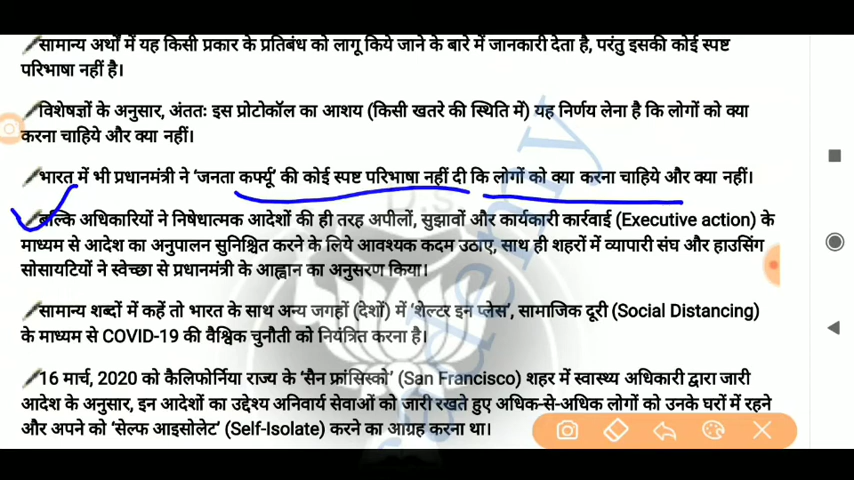 सामान्य अर्थों में यह किसी प्रकार के प्रतिबंध को लागू किये जाने के बारे में जानकारी देता है, परंतु इसकी कोई स्पष्ट
परिभाषा नहीं है।
विशेषज्ञों के अनुसार, अंततः इस प्रोटोकॉल का आशय (किसी खतरे की स्थिति में) यह निर्णय लेना है कि लोगों को क्या
करना चाहिये और क्या नहीं।
भारत में भी प्रधानमंत्री ने ‘जनता कर्फ्यू’ की कोई स्पष्ट परिभाषा नहीं दी कि लोगों को क्या करना चाहिये और क्या नहीं।
बल्कि अधिकारियों ने निषेधात्मक आदेशों की ही तरह अपीलों, सुझावों और कार्यकारी कार्रवाई (Executive action) के
माध्यम से आदेश का अनुपालन सुनिश्चित करने के लिये आवश्यक कदम उठाए, साथ ही शहरों में व्यापारी संघ और हाउसिंग
सोसायटियों ने स्वेच्छा से प्रधानमंत्री के आह्वान का अनुसरण किया।
सामान्य शब्दों में कहें तो भारत के साथ अन्य जगहों (देशों) में ‘शेल्टर इन प्लेस’, सामाजिक दूरी (Social Distancing)
के माध्यम से COVID-19 की वैश्विक चुनौती को नियंत्रित करना है।
16 मार्च, 2020 को कैलिफोर्निया राज्य के ‘सैन फ्रांसिस्को’ (San Francisco) शहर में स्वास्थ्य अधिकारी द्वारा जारी
आदेश के अनुसार, इन आदेशों का उद्देश्य अनिवार्य सेवाओं को जारी रखते हुए अधिक-से-अधिक लोगों को उनके घरों में रहने
और अपने को ‘सेल्फ आइसोलेट’ (Self-Isolate) करने का आग्रह करना था।